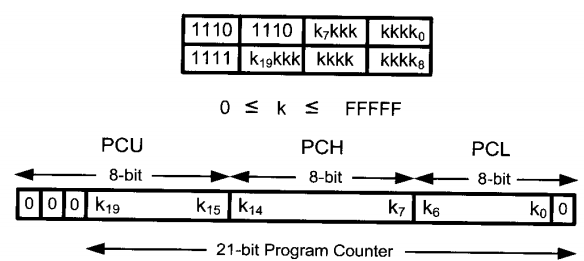 1110 1110 k₇kkk kkkk₀
1111 k₁₉kkk kkkk kkkk₈
0 ≤ k ≤ FFFFF
PCU PCH PCL
8-bit 8-bit 8-bit
0 0 0 k₁₉ k₁₅ k₁₄ k₇ k₆ k₀ 0
21-bit Program Counter